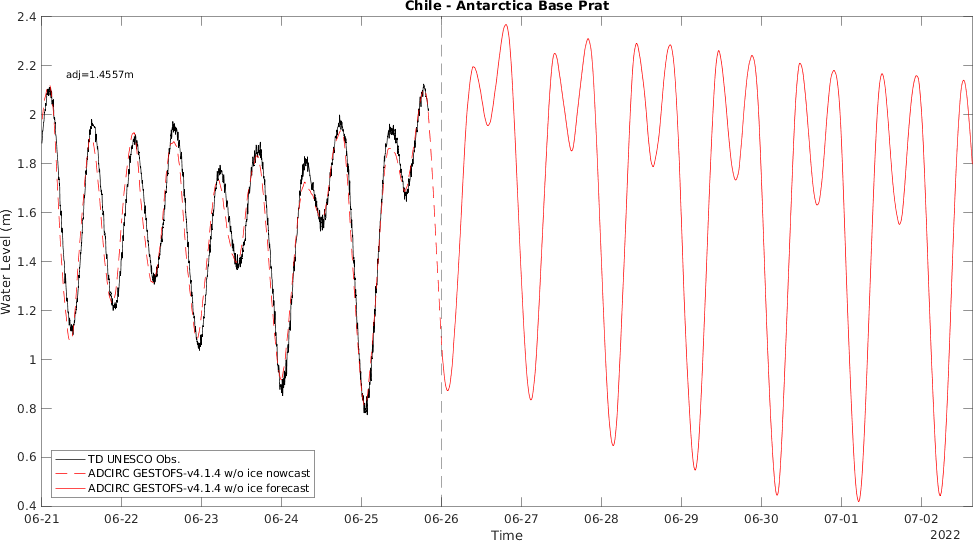 Chile - Antarctica Base Prat
2.4
2.2
2
1.8
1.6
1.4
1.2
1
0.8
0.6
0.4
Water Level (m)
adj=1.4557m
TD UNESCO Obs.
ADCIRC GESTOFS-v4.1.4 w/o ice nowcast
ADCIRC GESTOFS-v4.1.4 w/o ice forecast
06-21 06-22 06-23 06-24 06-25 06-26 06-27 06-28 06-29 06-30 07-01 07-02
Time
2022